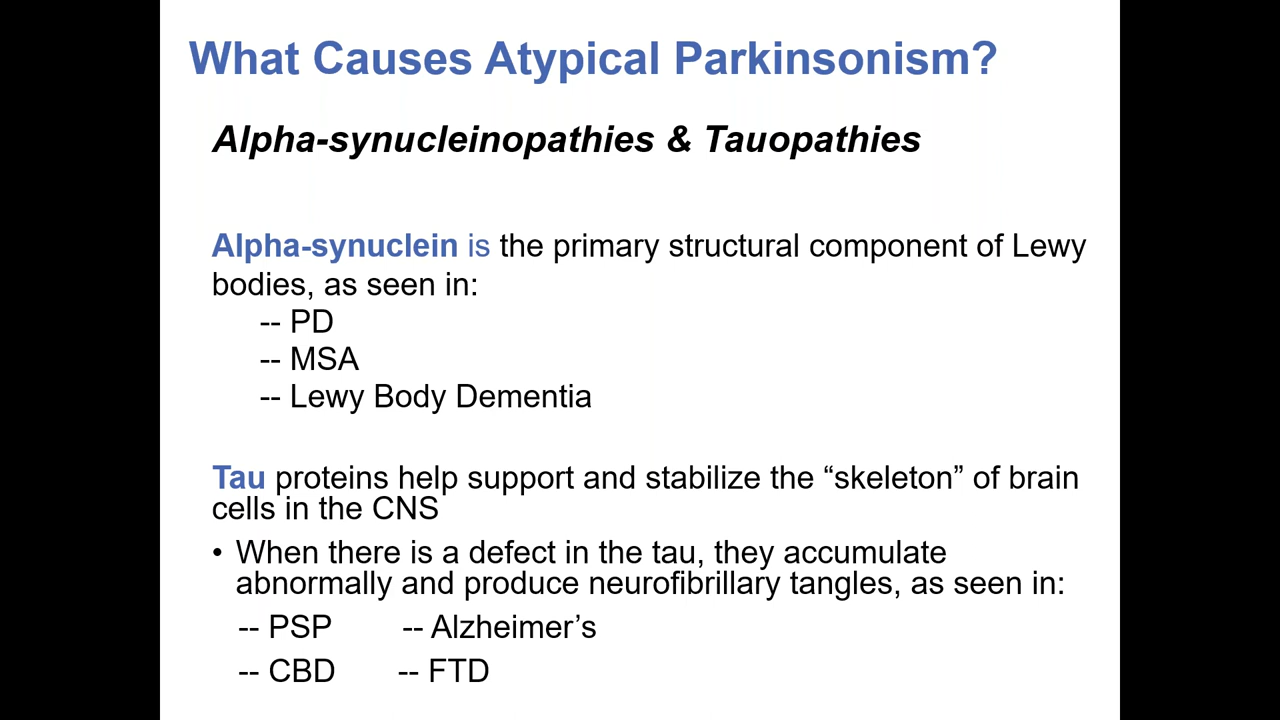 What Causes Atypical Parkinsonism?
Alpha-synucleinopathies & Tauopathies
Alpha-synuclein is the primary structural component of Lewy
bodies, as seen in:
-- PD
-- MSA
-- Lewy Body Dementia
Tau proteins help support and stabilize the “skeleton” of brain
cells in the CNS
• When there is a defect in the tau, they accumulate
abnormally and produce neurofibrillary tangles, as seen in:
-- PSP -- Alzheimer’s
-- CBD -- FTD